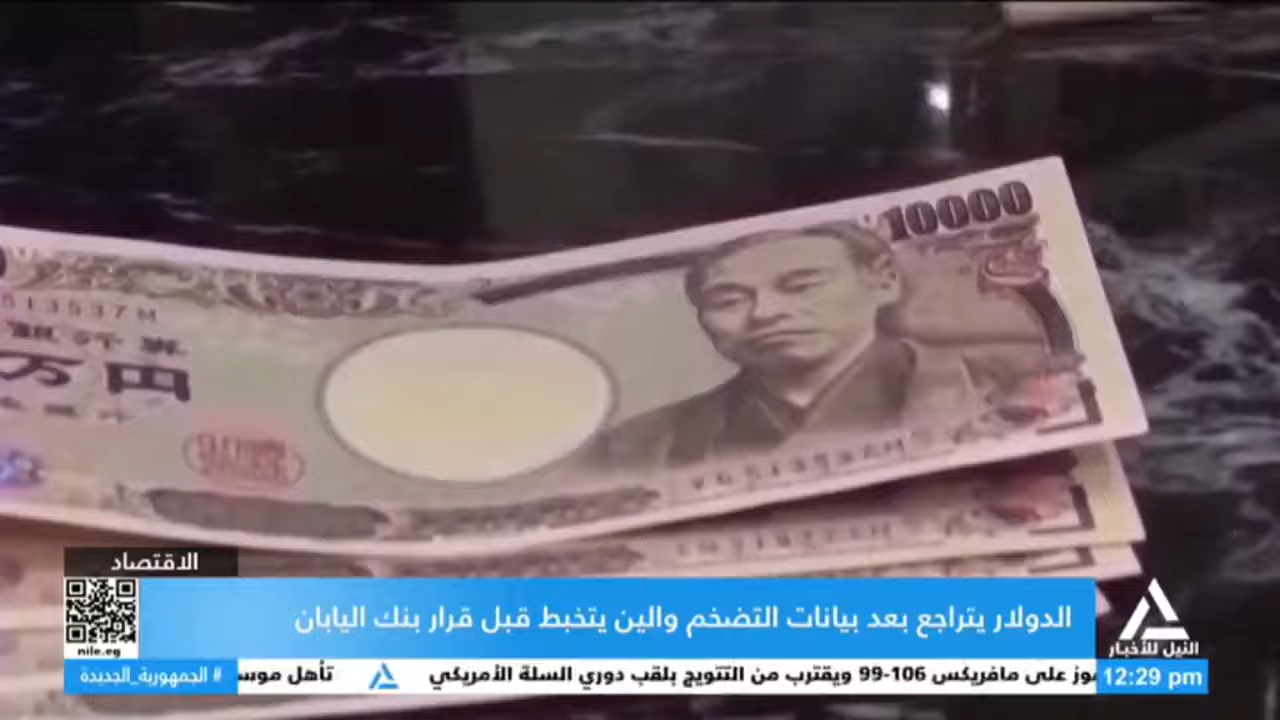 10000
513537M
万円
الاقتصاد
الدولار يتراجع بعد بيانات التضخم والين يتخبط قبل قرار بنك اليابان
nile.eg
النيل للأخبار
# الجمهورية_الجديدة
وز على مافريكس 106-99 ويقترب من التتويج بلقب دوري السلة الأمريكي
تأهل موس
12:29 pm